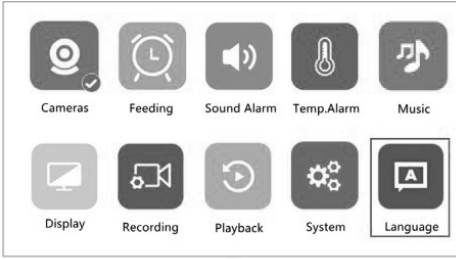 Cameras Feeding Sound Alarm Temp.Alarm Music
A
Display Recording Playback System Language